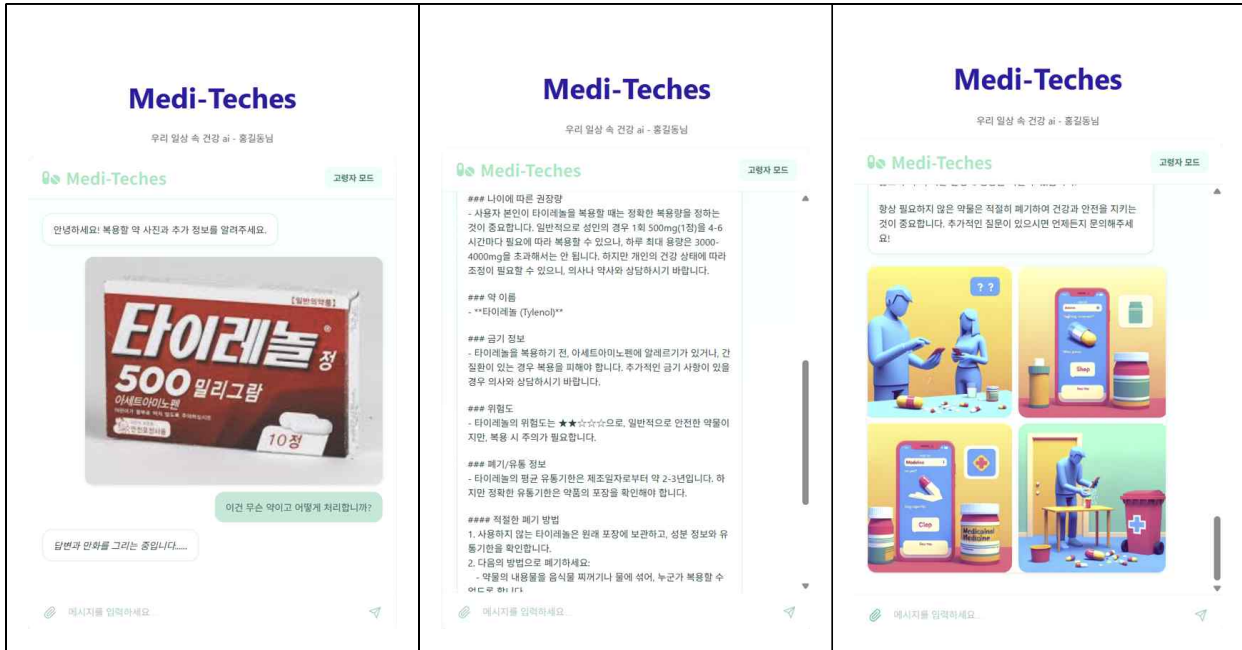 Medi-Teches
우리 일상 속 건강 ai - 홍길동님
Medi-Teches
고령자 모드
안녕하세요! 복용할 약 사진과 추가 정보를 알려주세요.
[일반의약품]
타이레놀®정
500밀리그람
아세트아미노펜
10정
이건 무슨 약이고 어떻게 처리합니까?
답변과 만화를 그리는 중입니다......
메시지를 입력하세요...
Medi-Teches
우리 일상 속 건강 ai - 홍길동님
Medi-Teches
고령자 모드
### 나이에 따른 권장량
- 사용자 본인이 타이레놀을 복용할 때는 정확한 복용량을 정하는
것이 중요합니다. 일반적으로 성인의 경우 1회 500mg(1정)을 4-6
시간마다 필요에 따라 복용할 수 있으나, 하루 최대 용량은 3000-
4000mg을 초과해서는 안 됩니다. 하지만 개인의 건강 상태에 따라
조정이 필요할 수 있으니, 의사나 약사와 상담하시기 바랍니다.
### 약 이름
- **타이레놀 (Tylenol)**
### 금기 정보
- 타이레놀을 복용하기 전, 아세트아미노펜에 알레르기가 있거나, 간
질환이 있는 경우 복용을 피해야 합니다. 추가적인 금기 사항이 있을
경우 의사와 상담하시기 바랍니다.
### 위험도
- 타이레놀의 위험도는 ★★☆☆☆으로, 일반적으로 안전한 약물이
지만, 복용 시 주의가 필요합니다.
### 폐기/유통 정보
- 타이레놀의 평균 유통기한은 제조일자로부터 약 2-3년입니다. 하
지만 정확한 유통기한은 약품의 포장을 확인해야 합니다.
#### 적절한 폐기 방법
1. 사용하지 않는 타이레놀은 원래 포장에 보관하고, 성분 정보와 유
통기한을 확인합니다.
2. 다음의 방법으로 폐기하세요:
- 약물의 내용물을 음식물 찌꺼기나 물에 섞어, 누군가 복용할 수
없도록 합니다.
메시지를 입력하세요...
Medi-Teches
우리 일상 속 건강 ai - 홍길동님
Medi-Teches
고령자 모드
항상 필요하지 않은 약물은 적절히 폐기하여 건강과 안전을 지키는
것이 중요합니다. 추가적인 질문이 있으시면 언제든지 문의해주세
요!
? ?
Shop
Clop
Medicipinal
Medicine
메시지를 입력하세요...